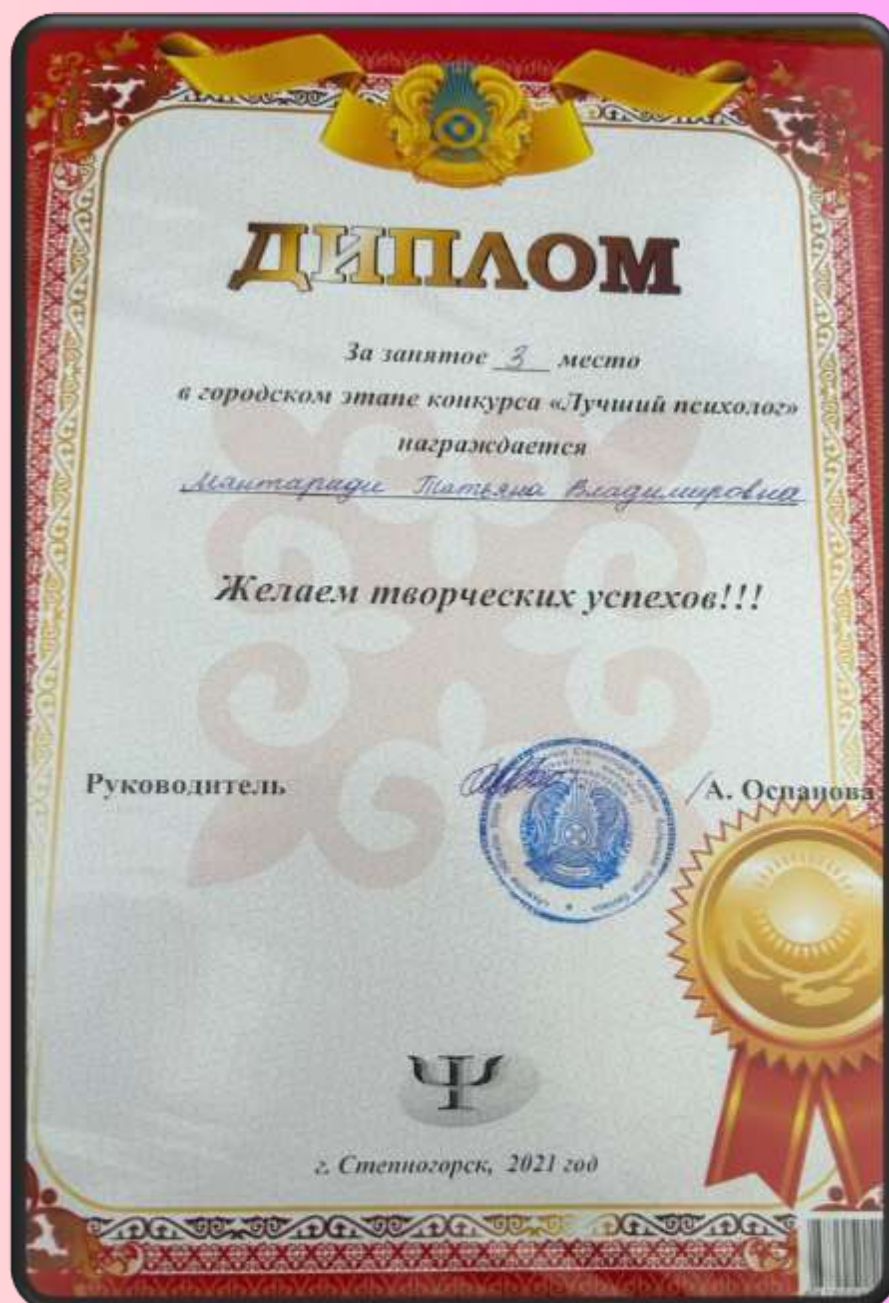 ДИПЛОМ
За занятое 3 место
в городском этапе конкурса «Лучший психолог»
награждается
Мантариди Татьяна Владимировна
Желаем творческих успехов!!!
Руководитель /А. Оспанова
Ψ
г. Степногорск, 2021 год